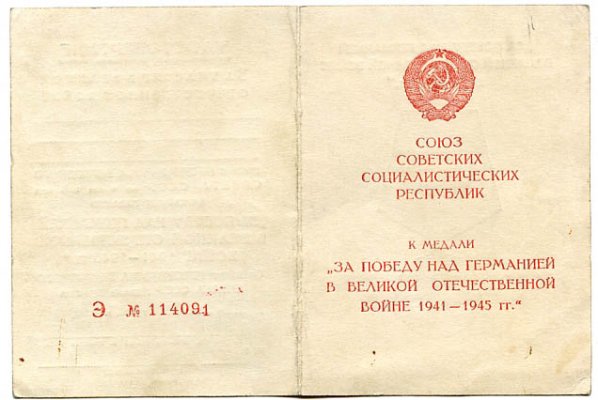 Э № 114091
СОЮЗ
СОВЕТСКИХ
СОЦИАЛИСТИЧЕСКИХ
РЕСПУБЛИК
К МЕДАЛИ
„ЗА ПОБЕДУ НАД ГЕРМАНИЕЙ
В ВЕЛИКОЙ ОТЕЧЕСТВЕННОЙ
ВОЙНЕ 1941—1945 гг.“